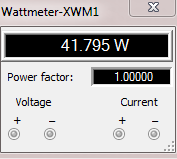 Wattmeter-XWM1
41.795 W
Power factor: 1.00000
Voltage Current
+ − + −